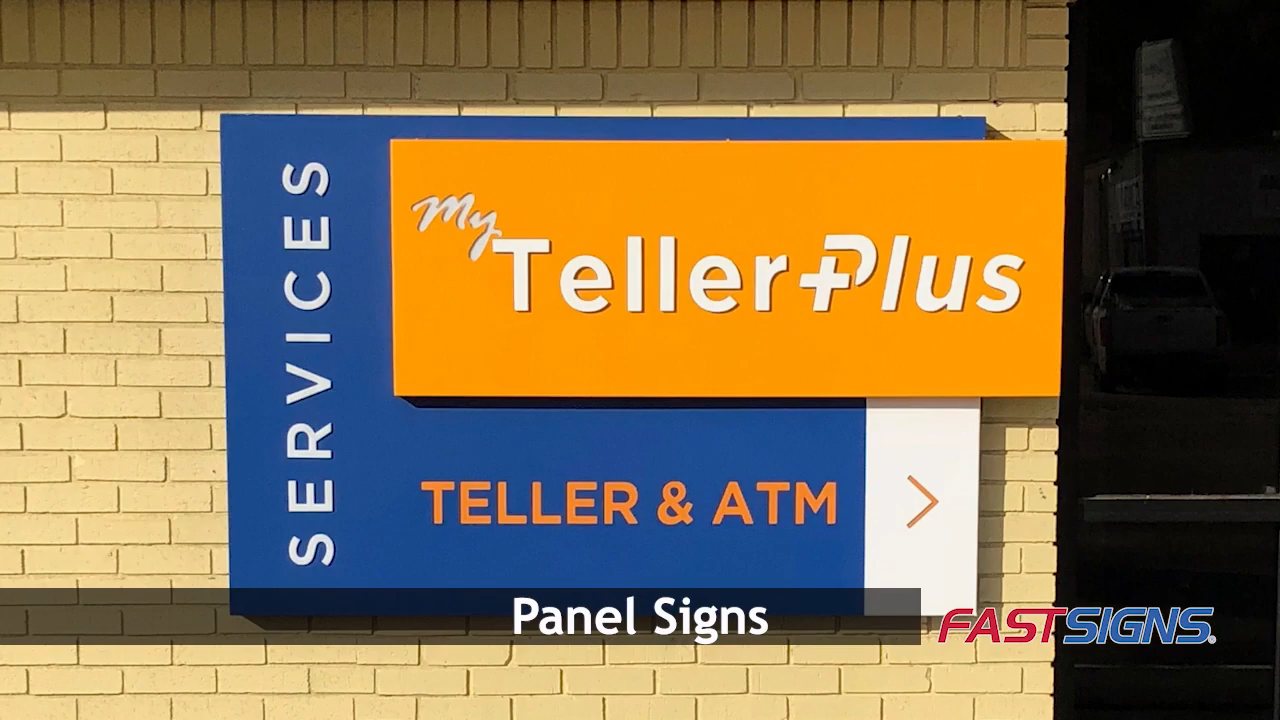 SERVICES
My
TellerPlus
TELLER & ATM
Panel Signs
FASTSIGNS®